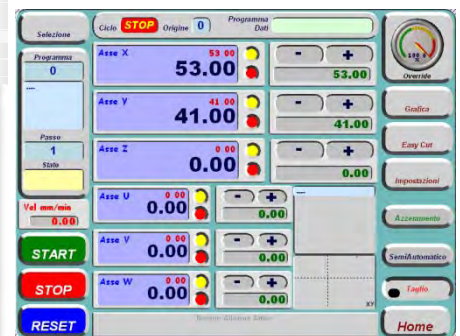 Selezione
Ciclo STOP Origine 0 Programma Dati
Programma
0
----
Passo
1
Stato
Vel mm/min
0.00
START
STOP
RESET
Asse X 53 00
53.00
- +
53.00
Asse Y 41 00
41.00
- +
41.00
Asse Z 0 00
0.00
- +
0.00
Asse U 0 00
0.00
- +
0.00
Asse V 0 00
0.00
- +
0.00
Asse W 0 00
0.00
- +
0.00
----
XY
100 %
Override
Grafica
Easy Cut
Impostazioni
Azzeramento
SemiAutomatico
Taglio
Home